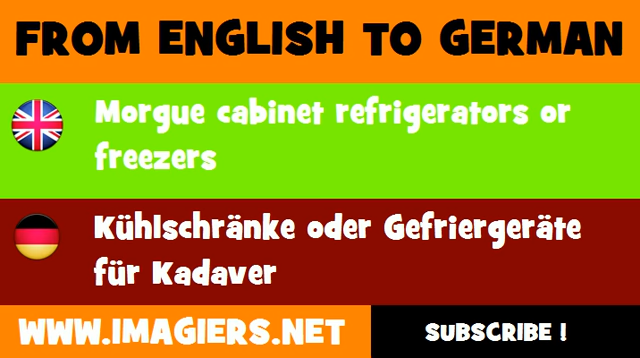 FROM ENGLISH TO GERMAN
Morgue cabinet refrigerators or
freezers
Kühlschränke oder Gefriergeräte
für Kadaver
WWW.IMAGIERS.NET
SUBSCRIBE !